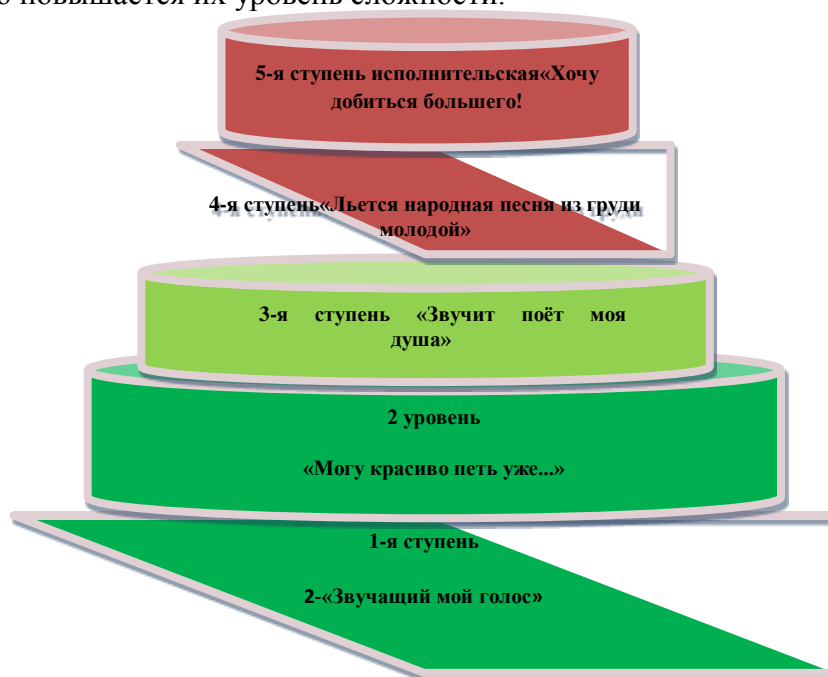 о повышается их уровень сложности.
5-я ступень исполнительская«Хочу
добиться большего!
4-я ступень«Льется народная песня из груди
молодой»
3-я ступень «Звучит поёт моя
душа»
2 уровень
«Могу красиво петь уже...»
1-я ступень
2-«Звучащий мой голос»